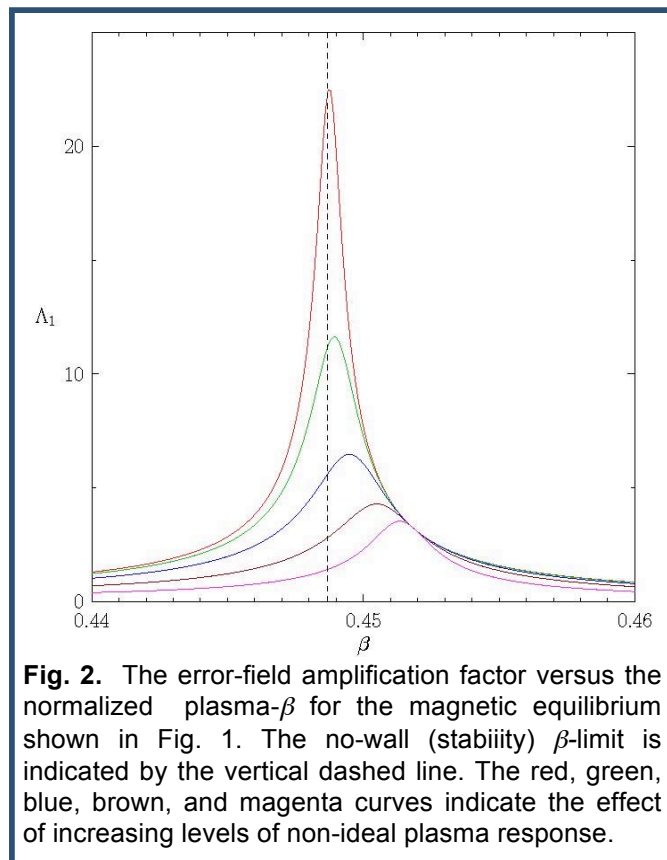 20
Λ₁
10
0
0.44
0.45
0.46
β
Fig. 2. The error-field amplification factor versus the
normalized plasma-β for the magnetic equilibrium
shown in Fig. 1. The no-wall (stabiiity) β-limit is
indicated by the vertical dashed line. The red, green,
blue, brown, and magenta curves indicate the effect
of increasing levels of non-ideal plasma response.